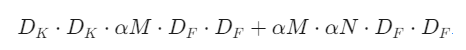 D_K · D_K · αM · D_F · D_F + αM · αN · D_F · D_F.